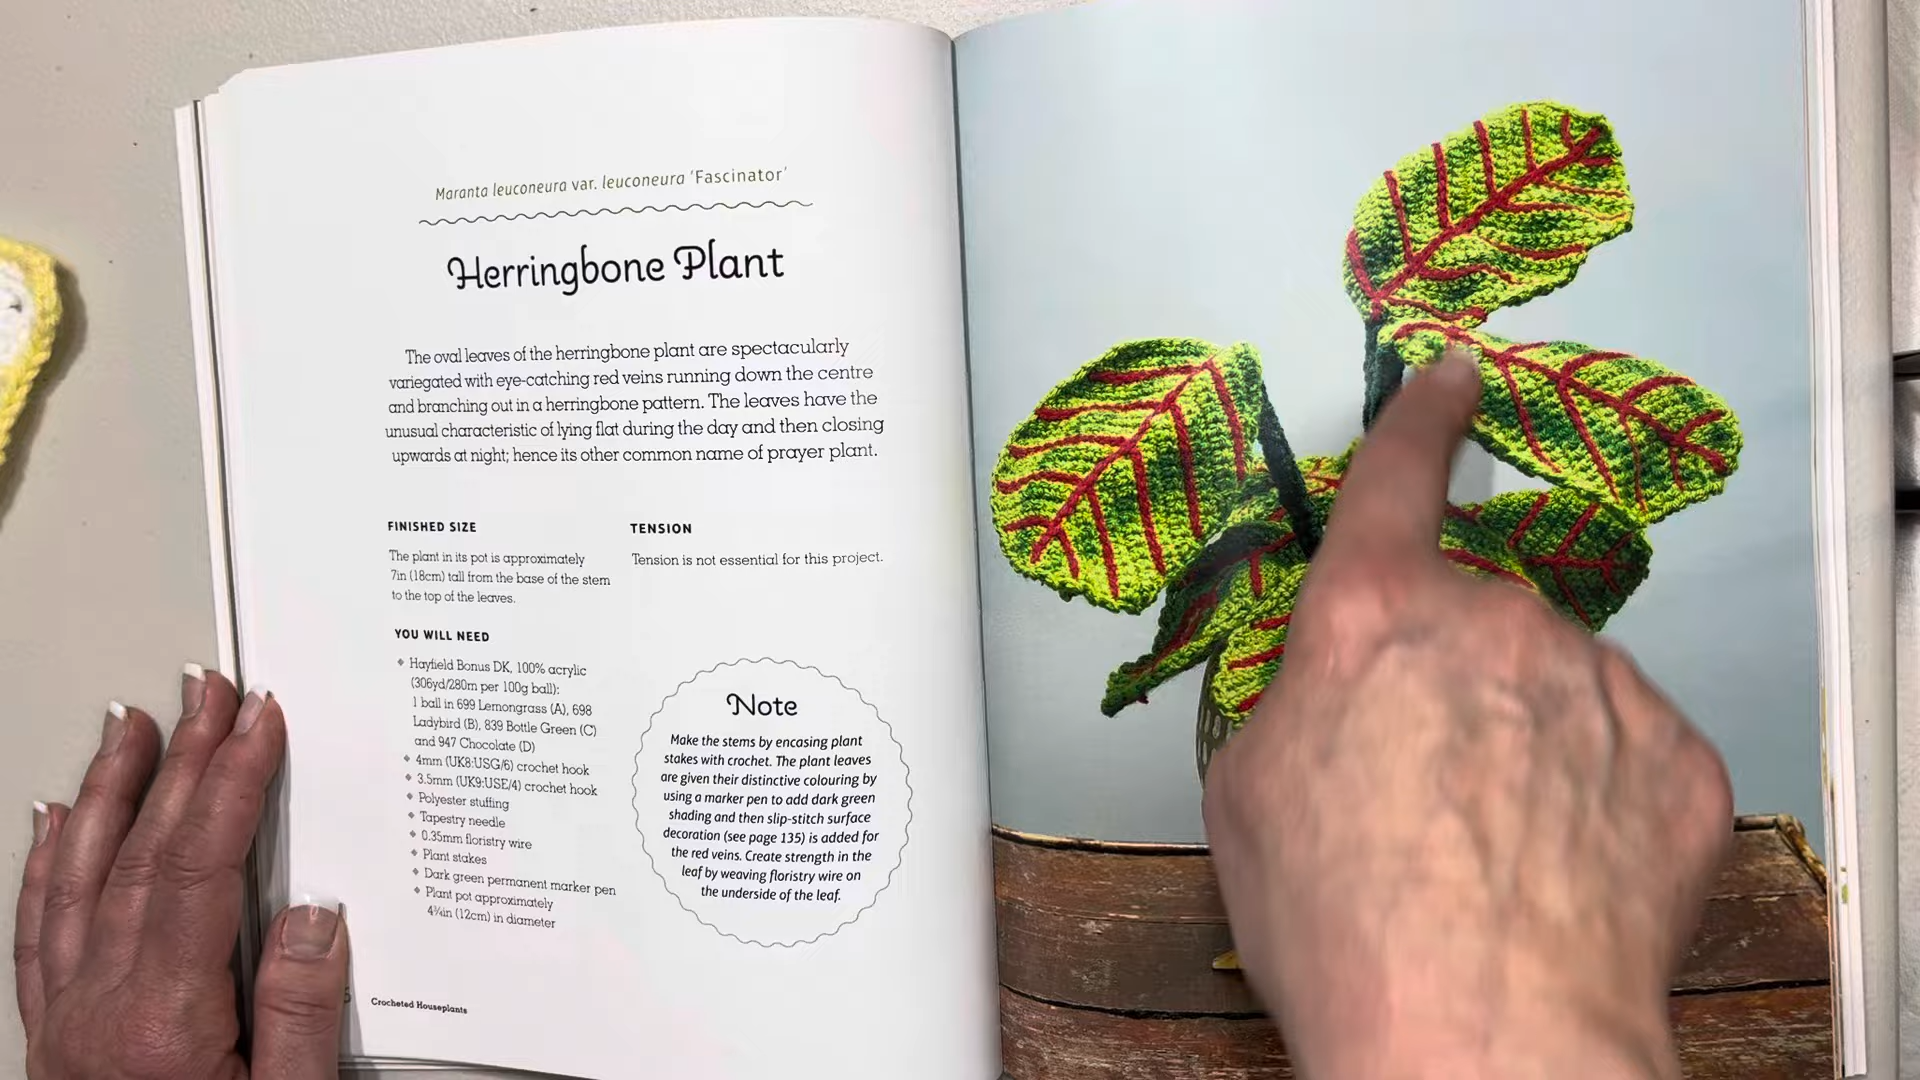 Maranta leuconeura var. leuconeura ‘Fascinator’
Herringbone Plant
The oval leaves of the herringbone plant are spectacularly
variegated with eye-catching red veins running down the centre
and branching out in a herringbone pattern. The leaves have the
unusual characteristic of lying flat during the day and then closing
upwards at night; hence its other common name of prayer plant.
FINISHED SIZE
The plant in its pot is approximately
7in (18cm) tall from the base of the stem
to the top of the leaves.
TENSION
Tension is not essential for this project.
YOU WILL NEED
Hayfield Bonus DK, 100% acrylic
(306yd/280m per 100g ball):
1 ball in 699 Lemongrass (A), 698
Ladybird (B), 839 Bottle Green (C)
and 947 Chocolate (D)
4mm (UK8:USG/6) crochet hook
3.5mm (UK9:USE/4) crochet hook
Polyester stuffing
Tapestry needle
0.35mm floristry wire
Plant stakes
Dark green permanent marker pen
Plant pot approximately
4¾in (12cm) in diameter
Note
Make the stems by encasing plant
stakes with crochet. The plant leaves
are given their distinctive colouring by
using a marker pen to add dark green
shading and then slip-stitch surface
decoration (see page 135) is added for
the red veins. Create strength in the
leaf by weaving floristry wire on
the underside of the leaf.
Crocheted Houseplants